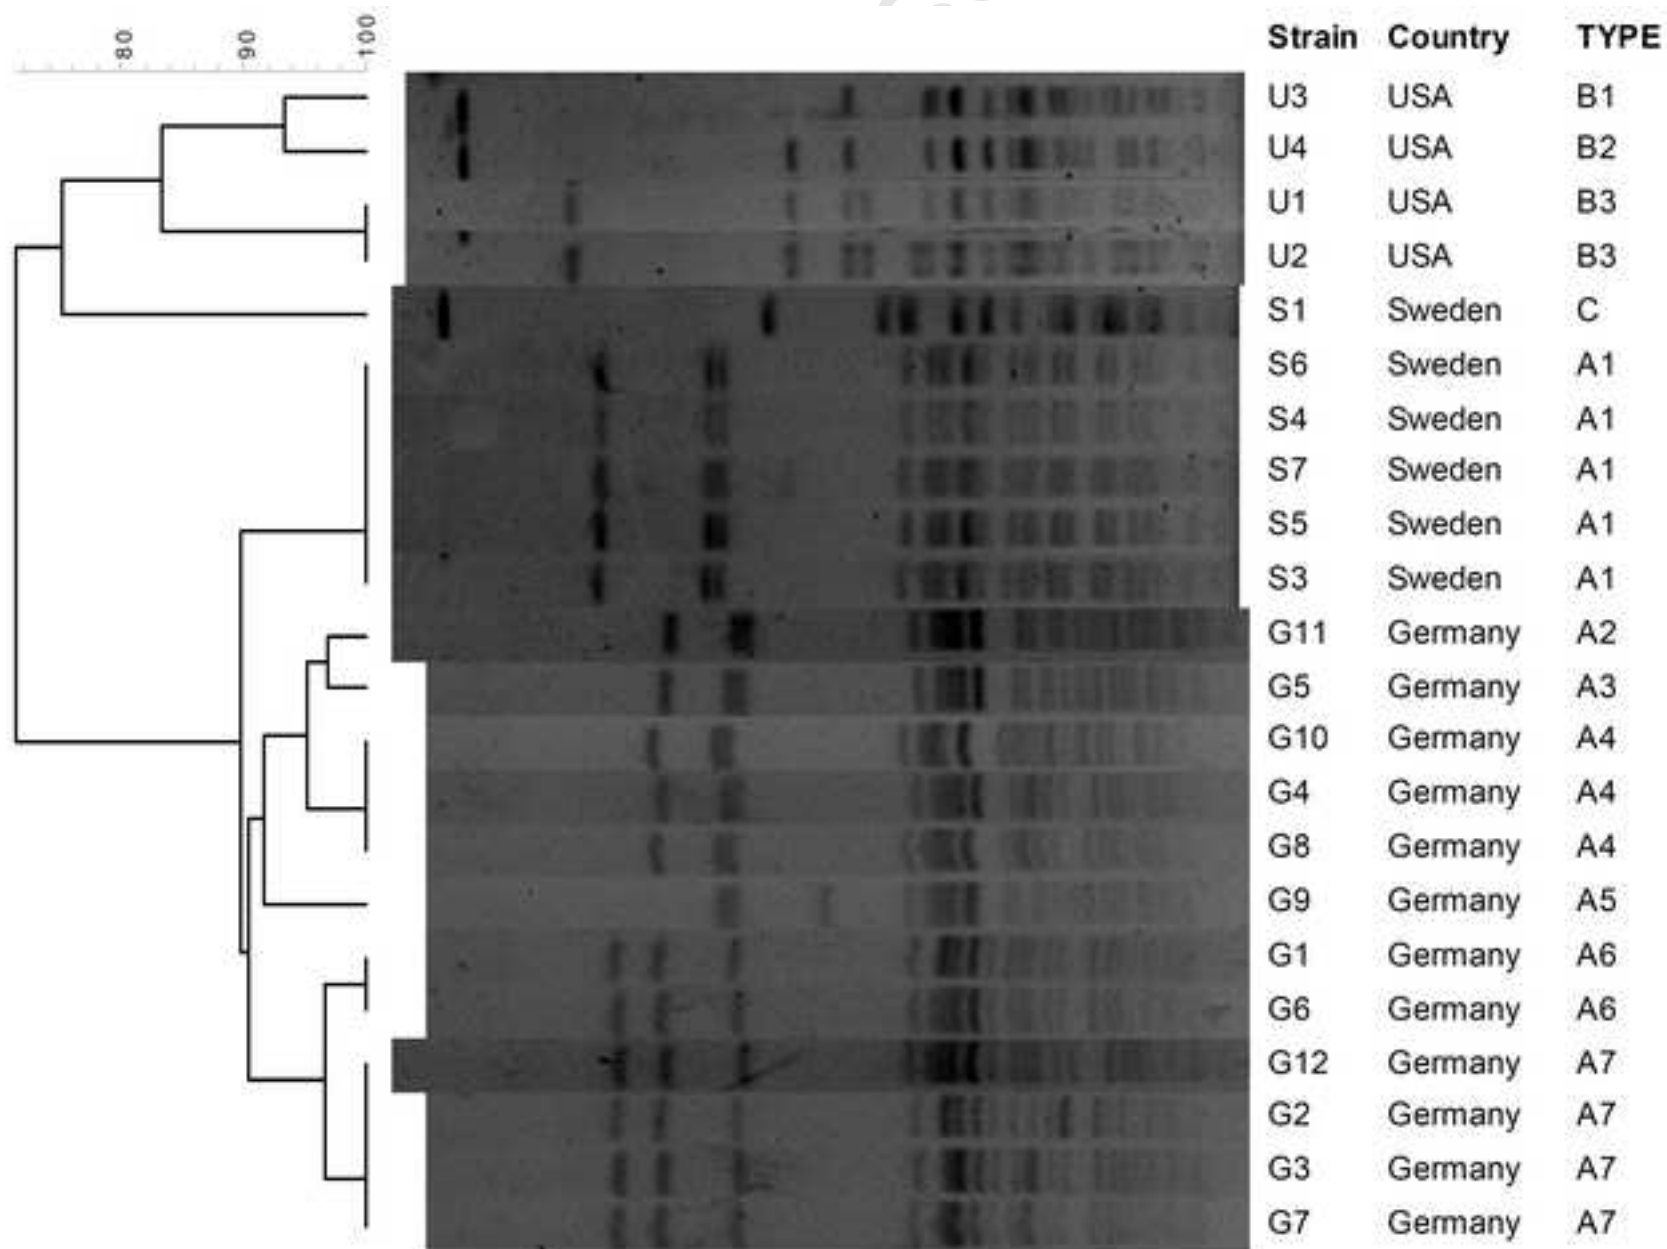 80 90 100
Strain Country TYPE
U3 USA B1
U4 USA B2
U1 USA B3
U2 USA B3
S1 Sweden C
S6 Sweden A1
S4 Sweden A1
S7 Sweden A1
S5 Sweden A1
S3 Sweden A1
G11 Germany A2
G5 Germany A3
G10 Germany A4
G4 Germany A4
G8 Germany A4
G9 Germany A5
G1 Germany A6
G6 Germany A6
G12 Germany A7
G2 Germany A7
G3 Germany A7
G7 Germany A7